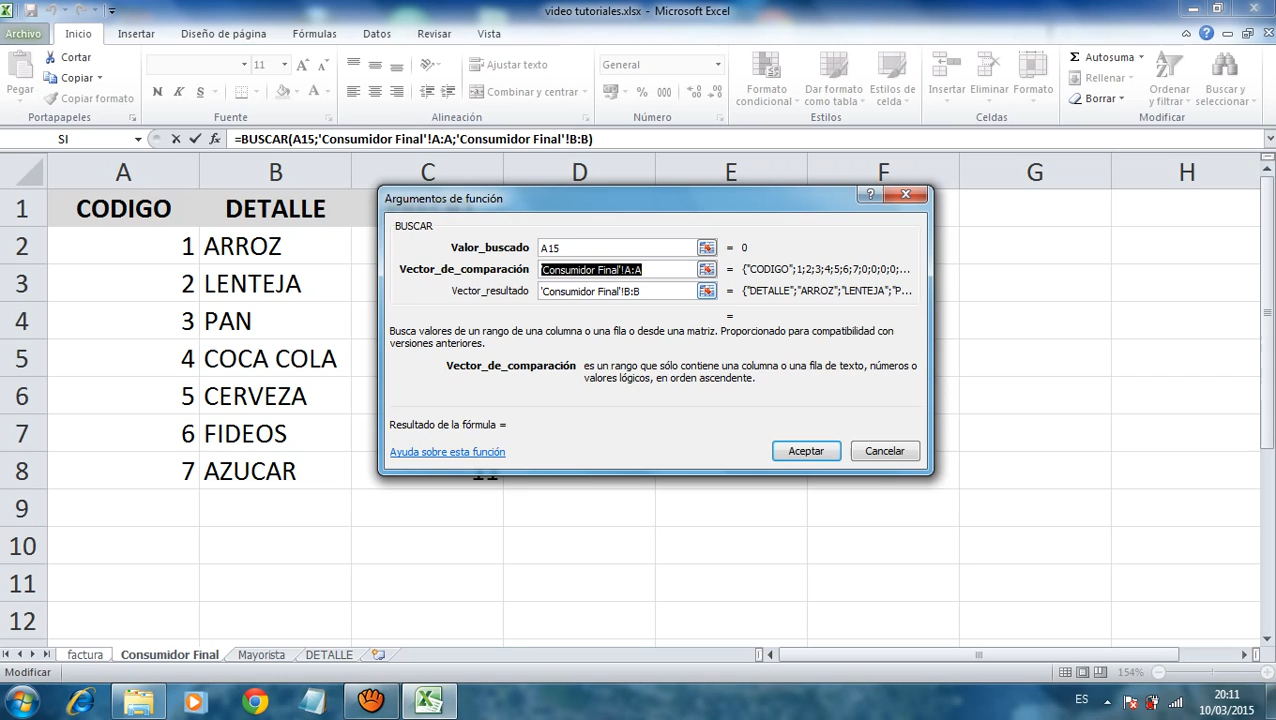 video tutoriales.xlsx - Microsoft Excel
Archivo Inicio Insertar Diseño de página Fórmulas Datos Revisar Vista
Pegar
Cortar
Copiar
Copiar formato
Portapapeles
11 A A
N K S A
Fuente
Ajustar texto
Combinar y centrar
Alineación
General
% 000
Número
Formato condicional
Dar formato como tabla
Estilos de celda
Estilos
Insertar Eliminar Formato
Celdas
Σ Autosuma
Rellenar
Borrar
Ordenar y filtrar
Buscar y seleccionar
Modificar
SI fx =BUSCAR(A15;'Consumidor Final'!A:A;'Consumidor Final'!B:B)
A B C D E F G H
1 CODIGO DETALLE
2 1 ARROZ
3 2 LENTEJA
4 3 PAN
5 4 COCA COLA
6 5 CERVEZA
7 6 FIDEOS
8 7 AZUCAR 11
9
10
11
12
Argumentos de función
BUSCAR
Valor_buscado A15 = 0
Vector_de_comparación 'Consumidor Final'!A:A = {"CODIGO";1;2;3;4;5;6;7;0;0;0;0;...
Vector_resultado 'Consumidor Final'!B:B = {"DETALLE";"ARROZ";"LENTEJA";"P...
=
Busca valores de un rango de una columna o una fila o desde una matriz. Proporcionado para compatibilidad con
versiones anteriores.
Vector_de_comparación es un rango que sólo contiene una columna o una fila de texto, números o
valores lógicos, en orden ascendente.
Resultado de la fórmula =
Ayuda sobre esta función
Aceptar Cancelar
factura Consumidor Final Mayorista DETALLE
Modificar 154%
ES 20:11
10/03/2015